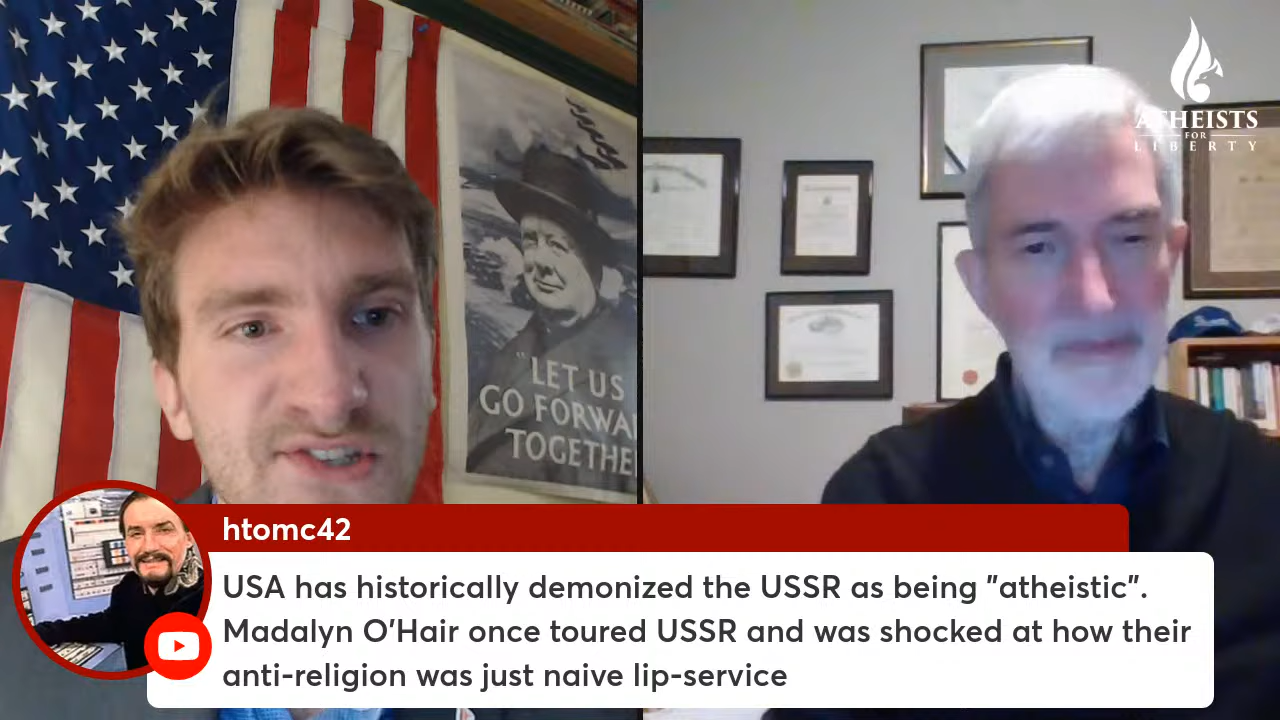 ATHEISTS
FOR
LIBERTY
"LET US
GO FORWA
TOGETHE
htomc42
USA has historically demonized the USSR as being "atheistic".
Madalyn O'Hair once toured USSR and was shocked at how their
anti-religion was just naive lip-service